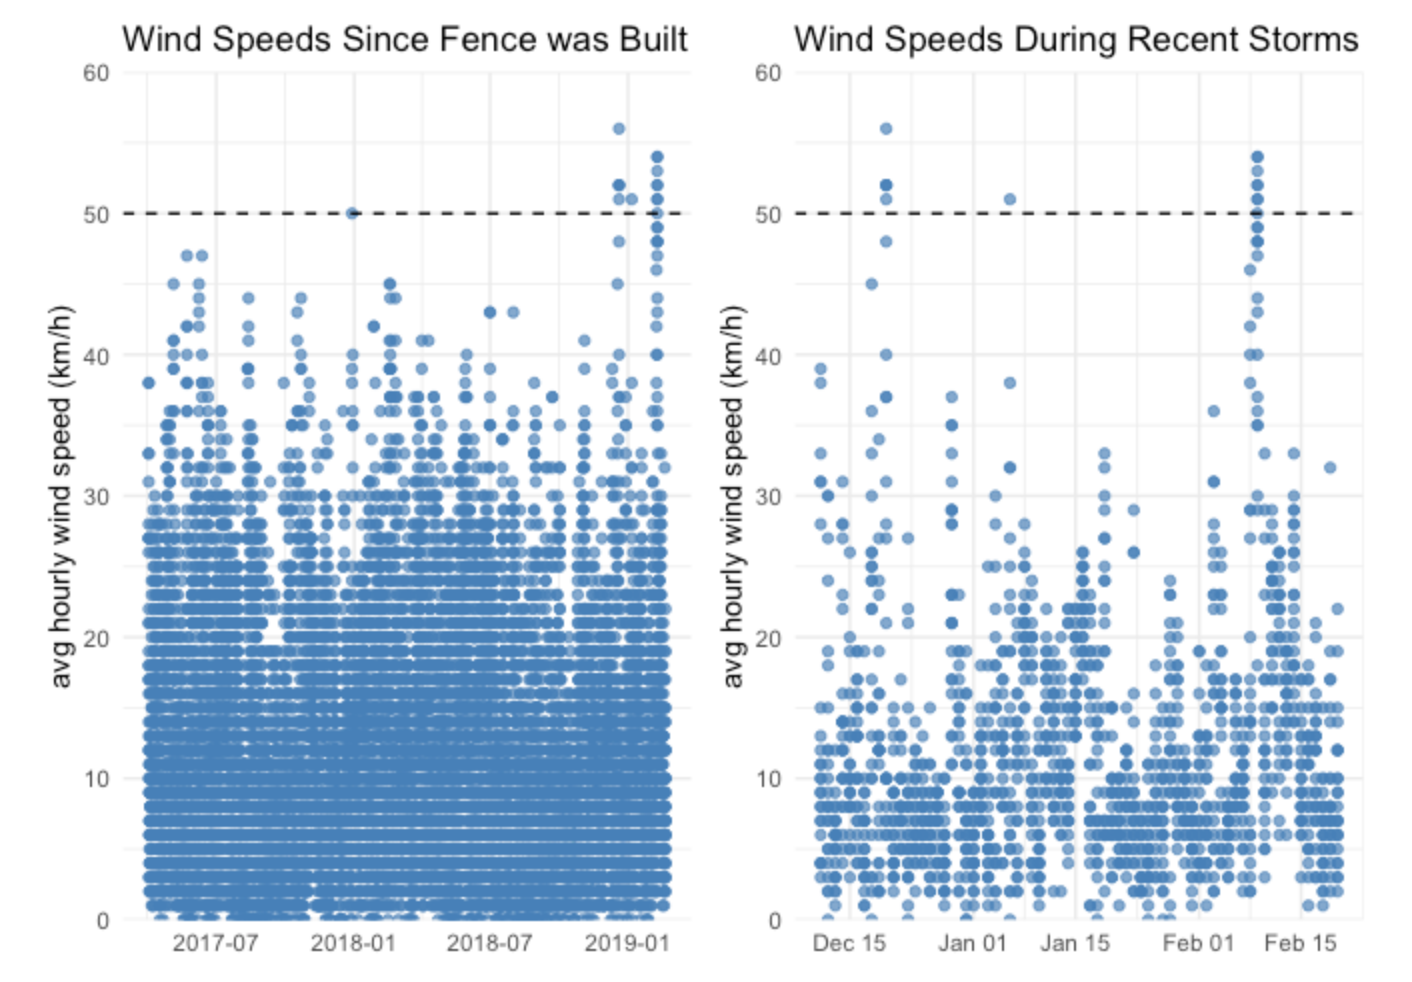 Wind Speeds Since Fence was Built
avg hourly wind speed (km/h)
60
50
40
30
20
10
0
2017-07 2018-01 2018-07 2019-01
Wind Speeds During Recent Storms
avg hourly wind speed (km/h)
60
50
40
30
20
10
0
Dec 15 Jan 01 Jan 15 Feb 01 Feb 15